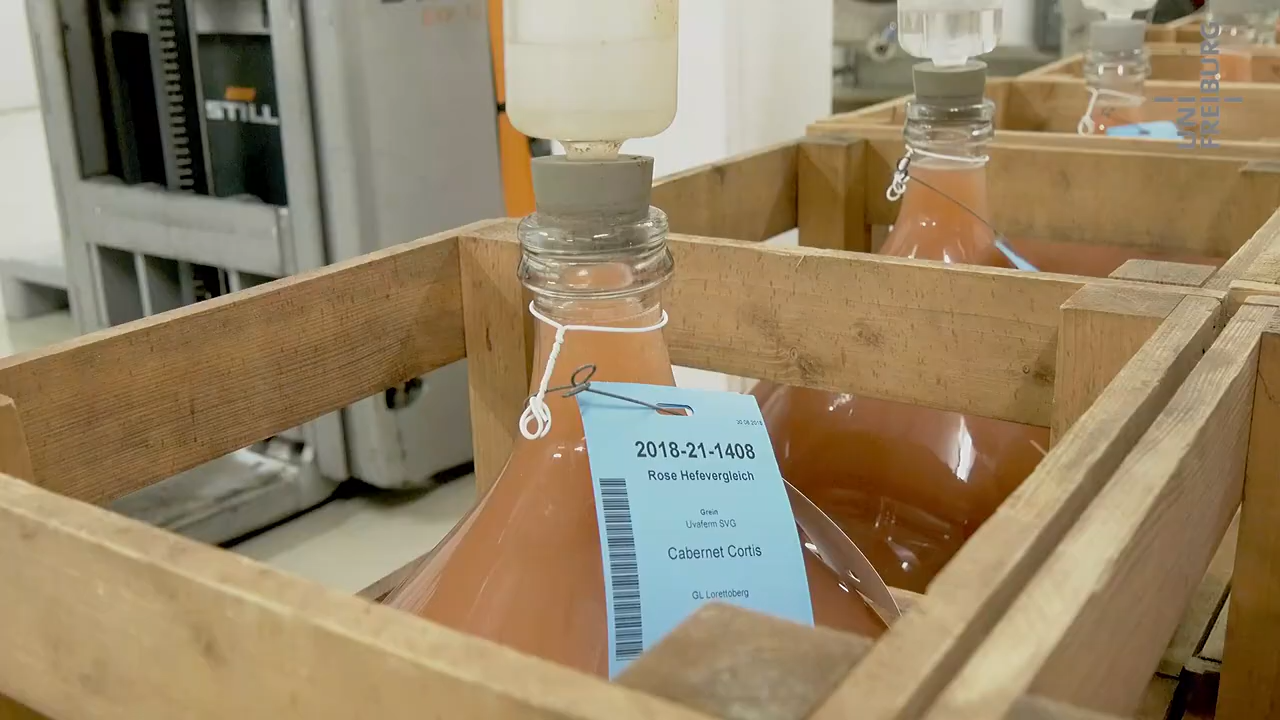 STILL
UNI
FREIBURG
30.08.2018
2018-21-1408
Rose Hefevergleich
Grein
Uvaferm SVG
Cabernet Cortis
GL Lorettoberg